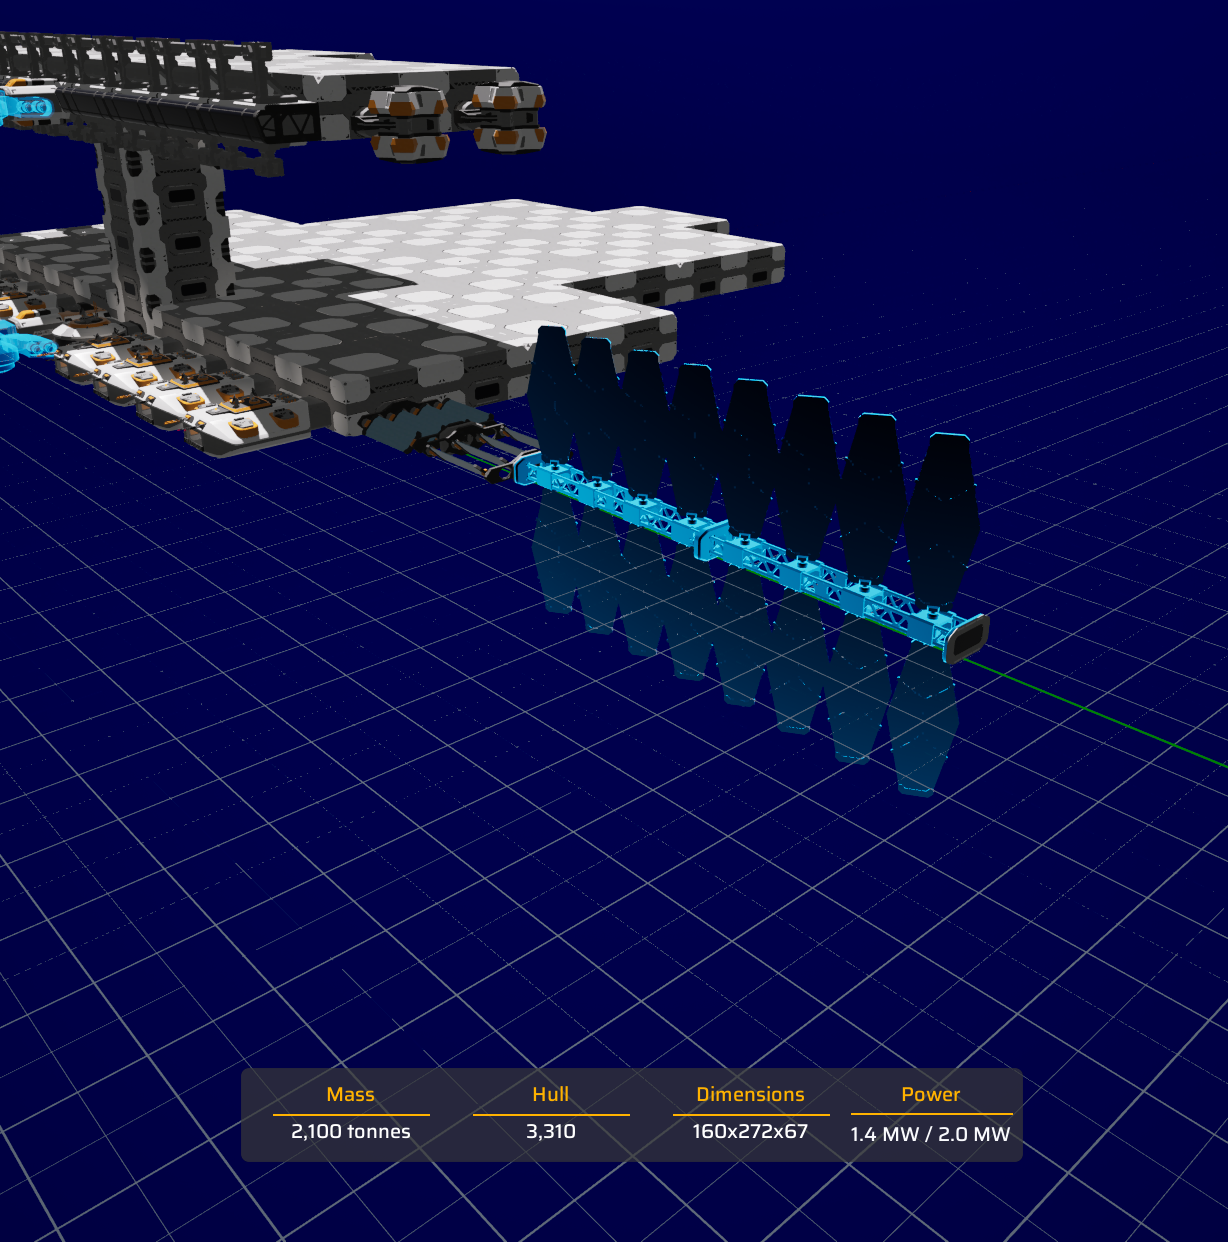 Mass Hull Dimensions Power
2,100 tonnes 3,310 160x272x67 1.4 MW / 2.0 MW